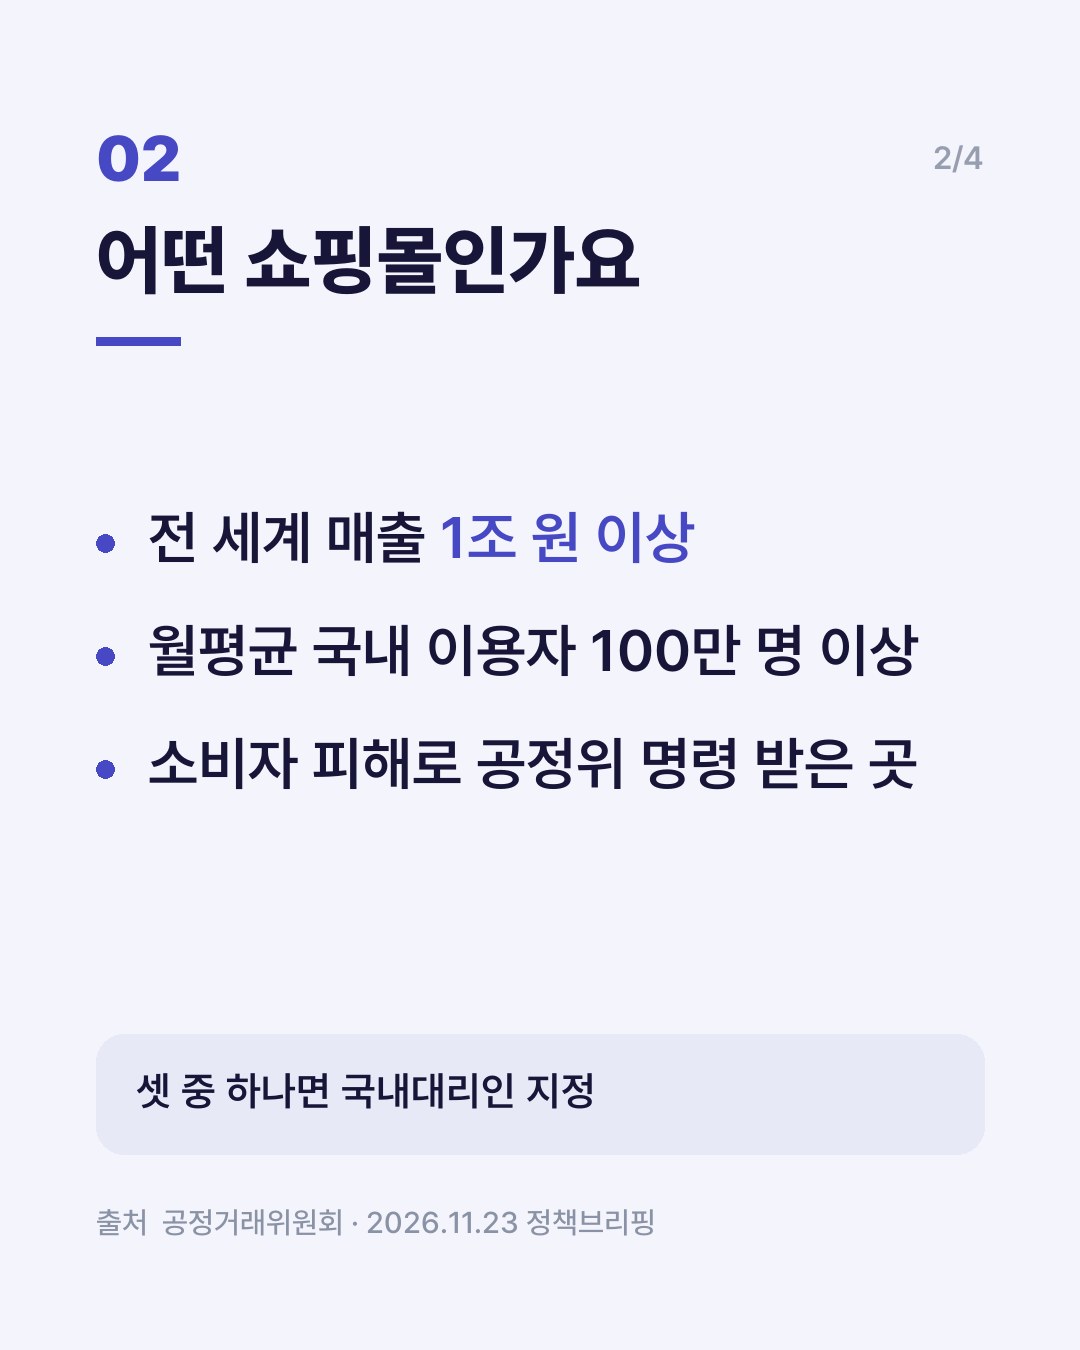 02
2/4
어떤 쇼핑몰인가요
• 전 세계 매출 1조 원 이상
• 월평균 국내 이용자 100만 명 이상
• 소비자 피해로 공정위 명령 받은 곳
셋 중 하나면 국내대리인 지정
출처 공정거래위원회 · 2026.11.23 정책브리핑